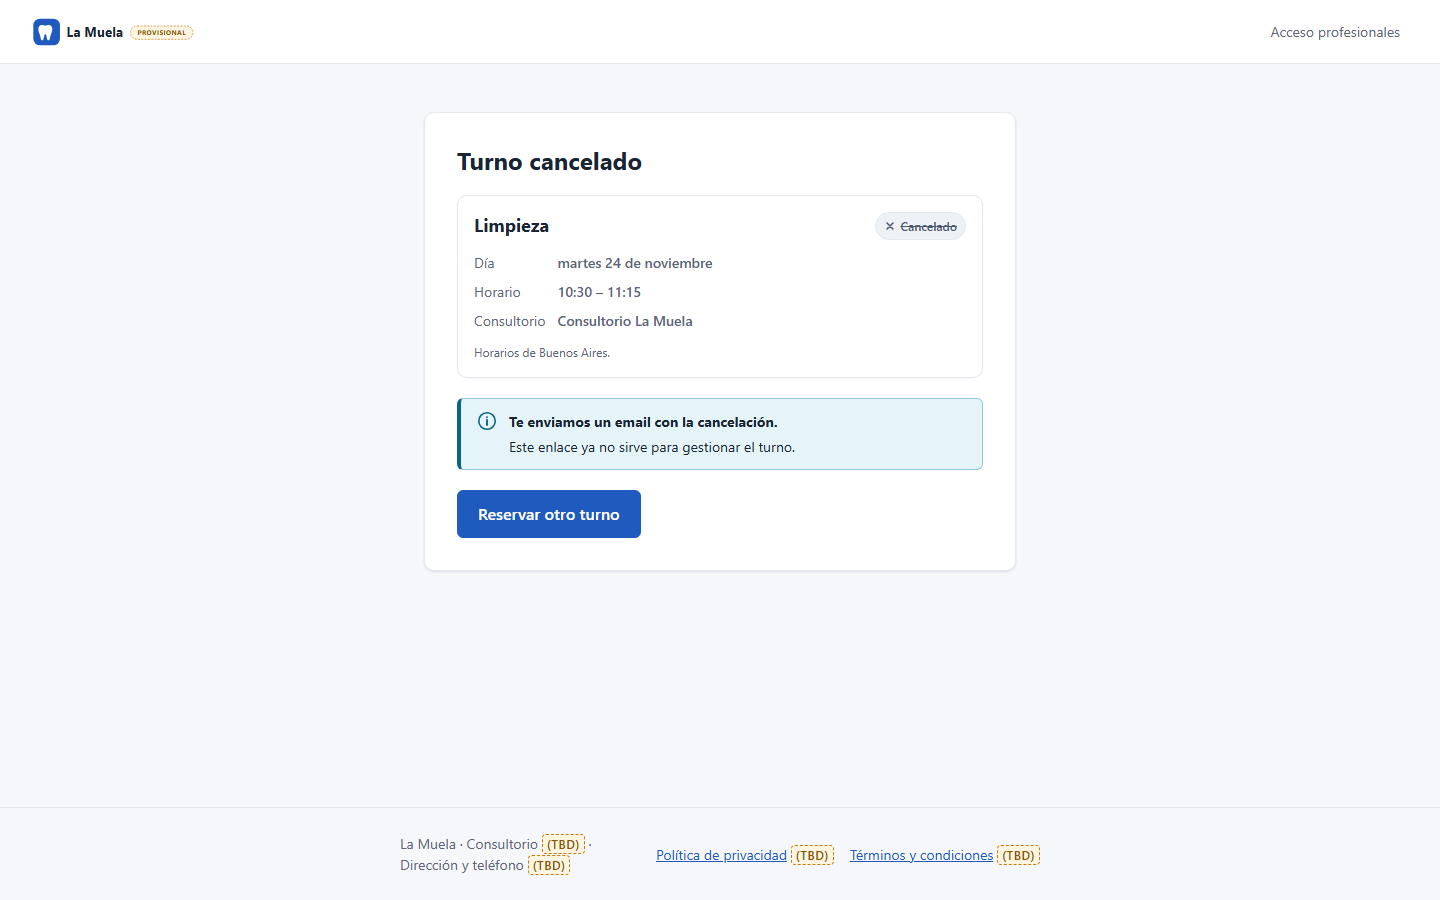 La Muela PROVISIONAL
Acceso profesionales
Turno cancelado
Limpieza
Cancelado
Día martes 24 de noviembre
Horario 10:30 – 11:15
Consultorio Consultorio La Muela
Horarios de Buenos Aires.
Te enviamos un email con la cancelación.
Este enlace ya no sirve para gestionar el turno.
Reservar otro turno
La Muela · Consultorio (TBD) ·
Dirección y teléfono (TBD)
Política de privacidad (TBD) Términos y condiciones (TBD)